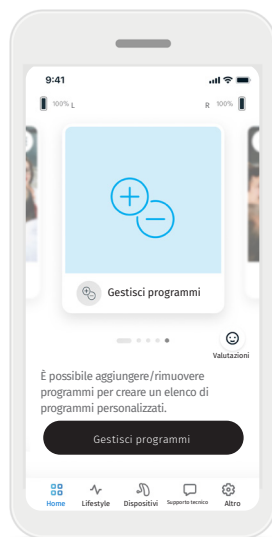 9:41
100% L
R 100%
Gestisci programmi
Valutazioni
È possibile aggiungere/rimuovere
programmi per creare un elenco di
programmi personalizzati.
Gestisci programmi
Home Lifestyle Dispositivi Supporto tecnico Altro